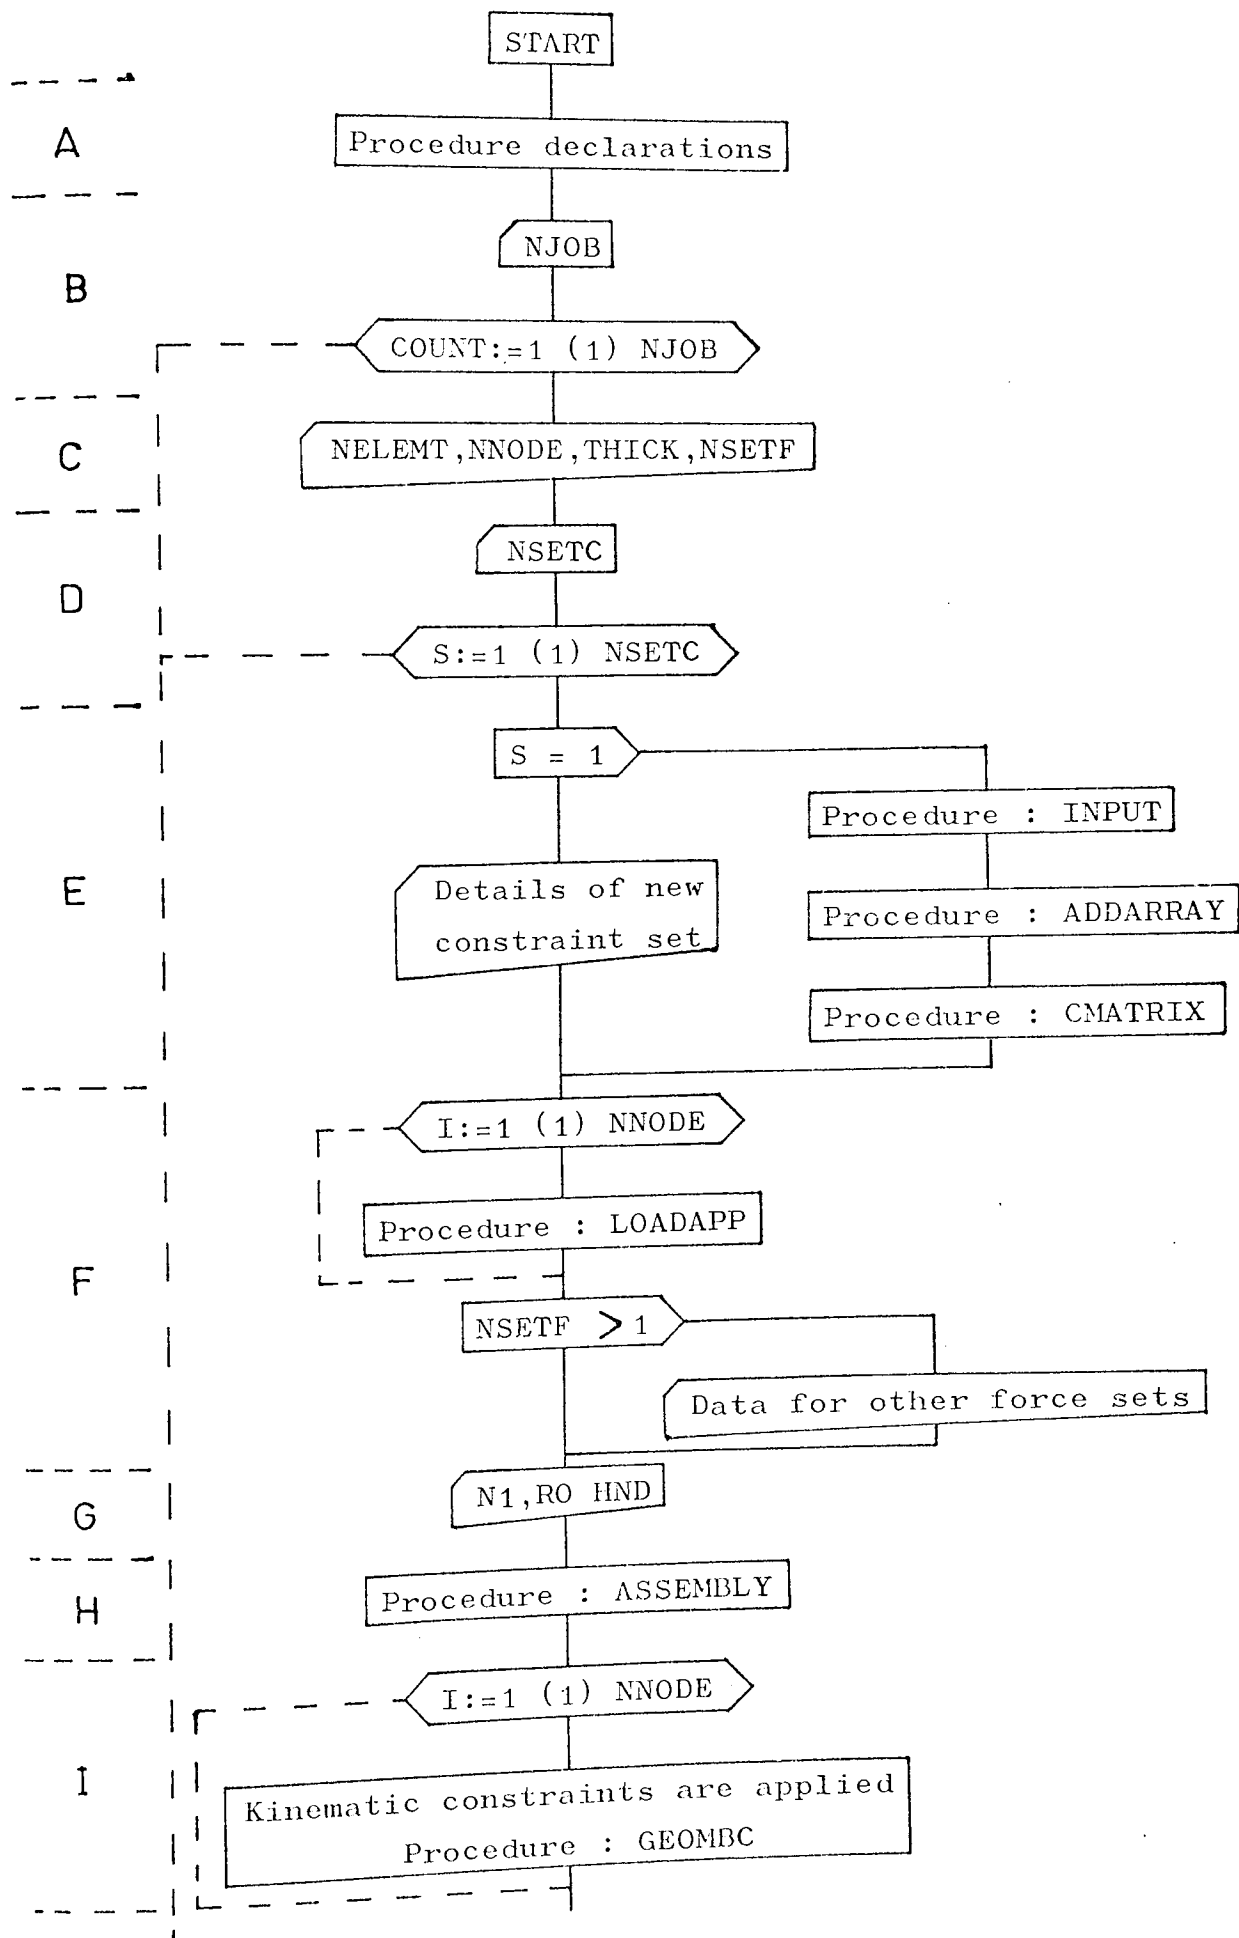 START
A
Procedure declarations
NJOB
B
COUNT:=1 (1) NJOB
C
NELEMT,NNODE,THICK,NSETF
NSETC
D
S:=1 (1) NSETC
S = 1
Procedure : INPUT
E
Details of new
constraint set
Procedure : ADDARRAY
Procedure : CMATRIX
I:=1 (1) NNODE
Procedure : LOADAPP
F
NSETF >1
Data for other force sets
G
N1,RO HND
H
Procedure : ASSEMBLY
I:=1 (1) NNODE
I
Kinematic constraints are applied
Procedure : GEOMBC